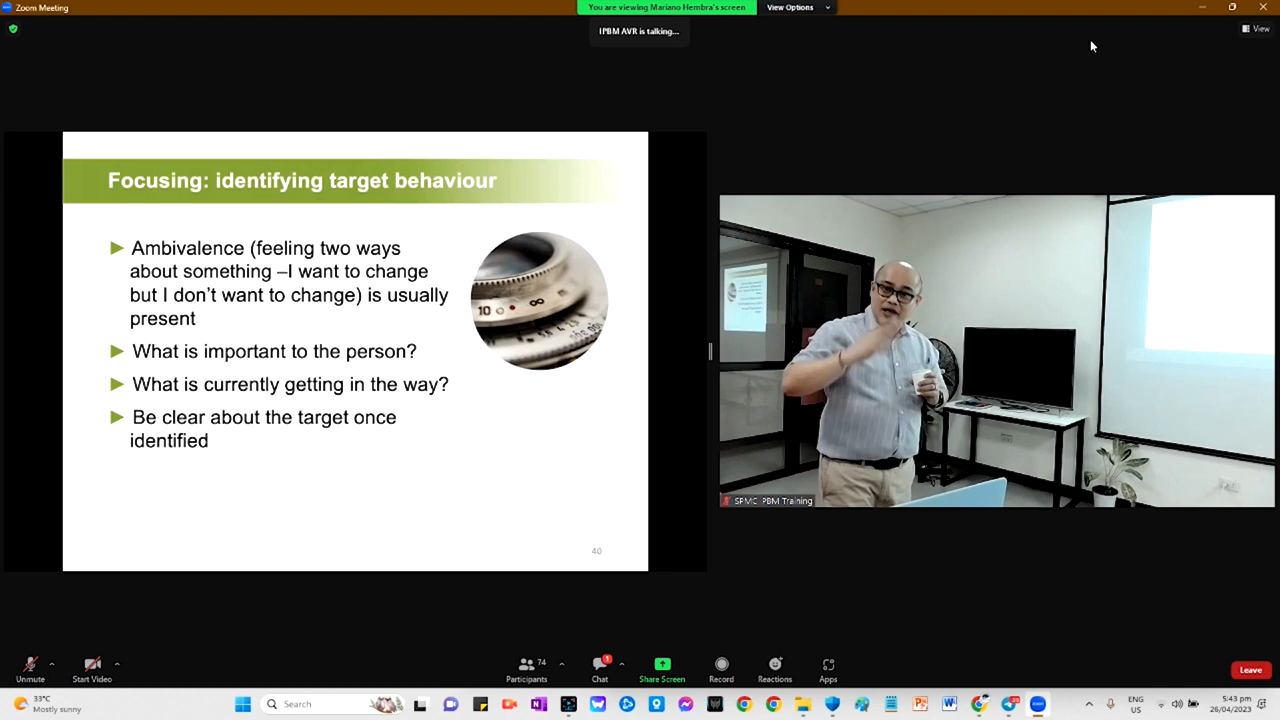 Zoom Meeting
You are viewing Mariano Hembra's screen
View Options
IPBM AVR is talking...
View
Focusing: identifying target behaviour
Ambivalence (feeling two ways
about something –I want to change
but I don't want to change) is usually
present
What is important to the person?
What is currently getting in the way?
Be clear about the target once
identified
10
∞
40
SPMC IPBM Training
Unmute
Start Video
74
Participants
1
Chat
Share Screen
Record
Reactions
Apps
Leave
33°C
Mostly sunny
Search
ENG
US
5:43 pm
26/04/2023